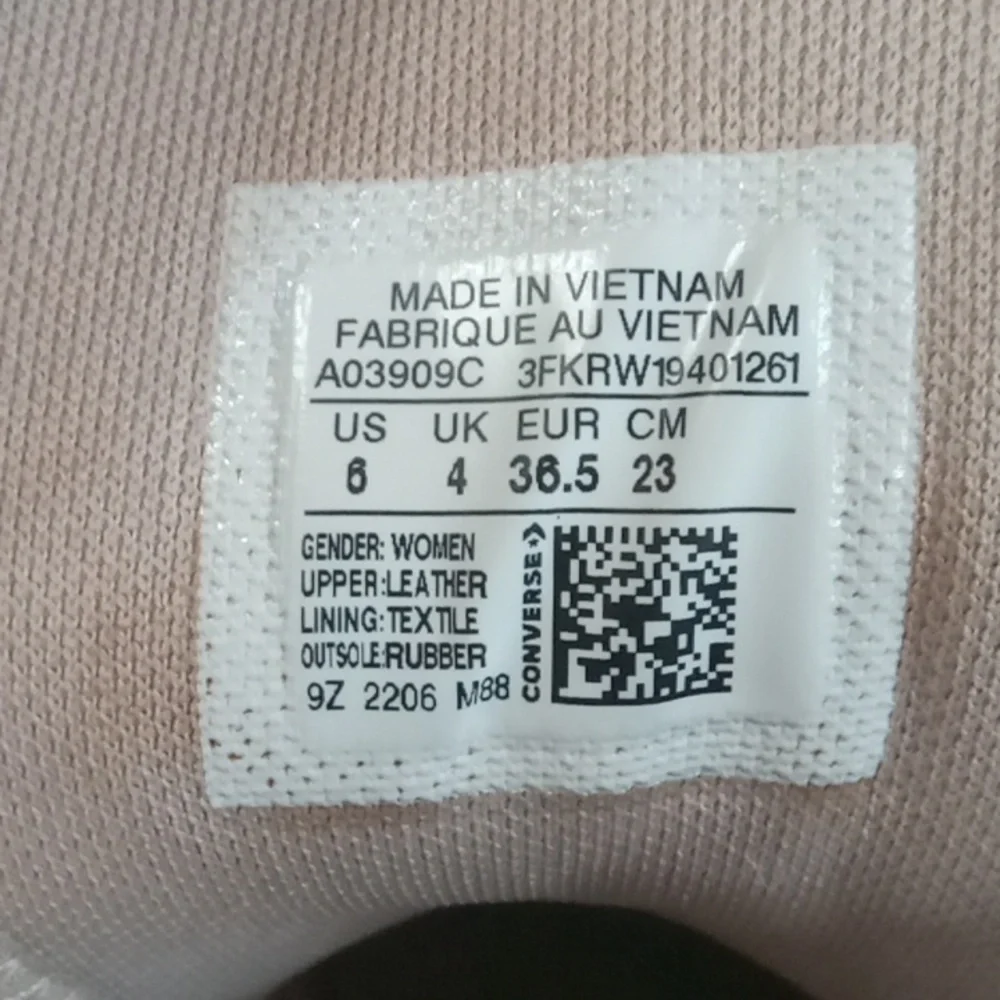 MADE IN VIETNAM
FABRIQUE AU VIETNAM
A03909C 3FKRW19401261
US UK EUR CM
6 4 36.5 23
GENDER: WOMEN
UPPER:LEATHER
LINING:TEXTILE
OUTSOLE:RUBBER
9Z 2206 M88
CONVERSE